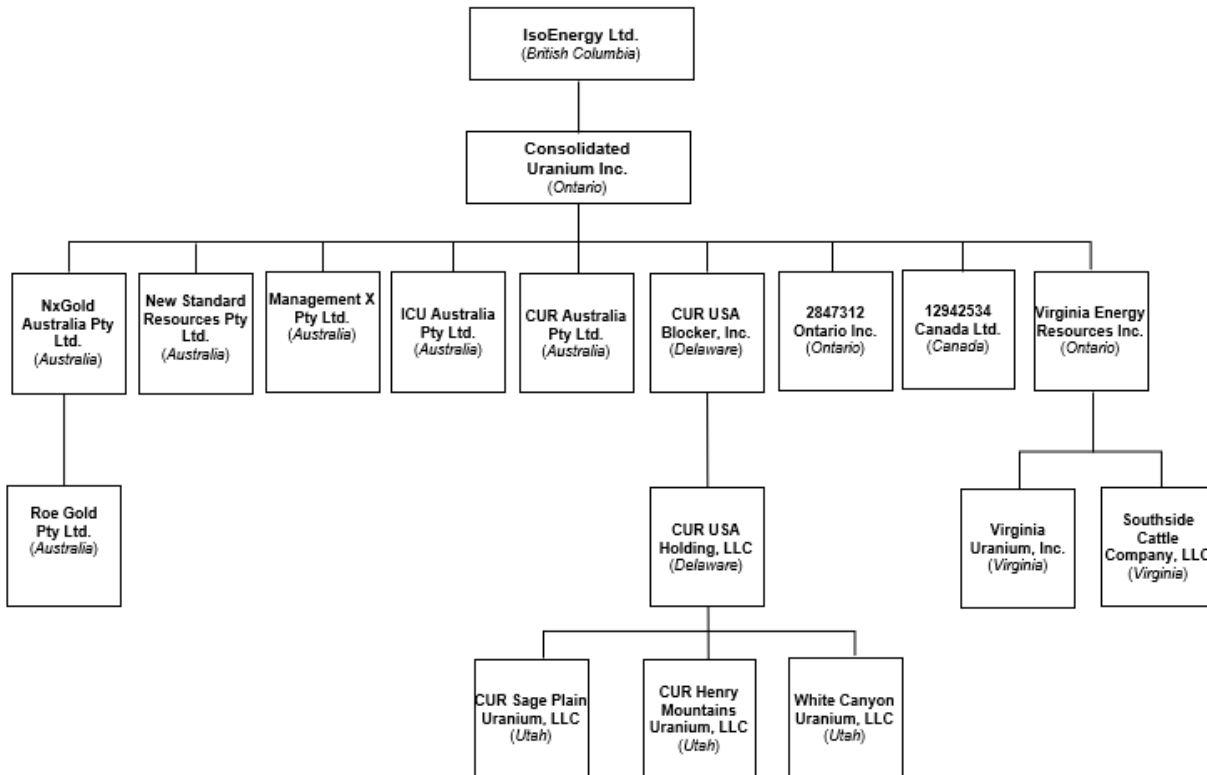 IsoEnergy Ltd.
(British Columbia)
Consolidated
Uranium Inc.
(Ontario)
NxGold
Australia Pty
Ltd.
(Australia)
New Standard
Resources Pty
Ltd.
(Australia)
Management X
Pty Ltd.
(Australia)
ICU Australia
Pty Ltd.
(Australia)
CUR Australia
Pty Ltd.
(Australia)
CUR USA
Blocker, Inc.
(Delaware)
2847312
Ontario Inc.
(Ontario)
12942534
Canada Ltd.
(Canada)
Virginia Energy
Resources Inc.
(Ontario)
Roe Gold
Pty Ltd.
(Australia)
CUR USA
Holding, LLC
(Delaware)
Virginia
Uranium, Inc.
(Virginia)
Southside
Cattle
Company, LLC
(Virginia)
CUR Sage Plain
Uranium, LLC
(Utah)
CUR Henry
Mountains
Uranium, LLC
(Utah)
White Canyon
Uranium, LLC
(Utah)